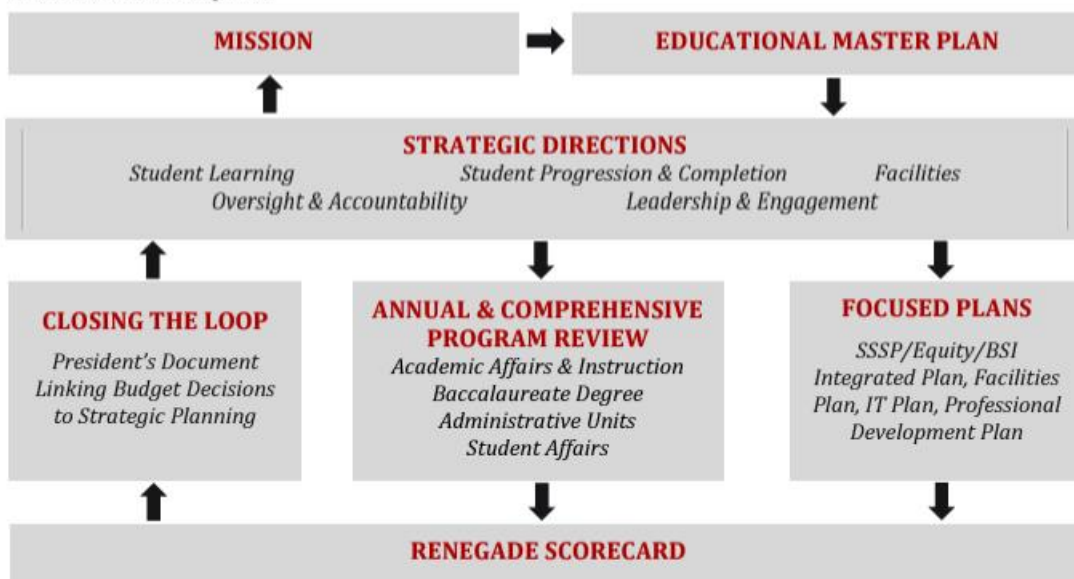 MISSION
EDUCATIONAL MASTER PLAN
STRATEGIC DIRECTIONS
Student Learning Student Progression & Completion Facilities
Oversight & Accountability Leadership & Engagement
CLOSING THE LOOP
President's Document
Linking Budget Decisions
to Strategic Planning
ANNUAL & COMPREHENSIVE
PROGRAM REVIEW
Academic Affairs & Instruction
Baccalaureate Degree
Administrative Units
Student Affairs
FOCUSED PLANS
SSSP/Equity/BSI
Integrated Plan, Facilities
Plan, IT Plan, Professional
Development Plan
RENEGADE SCORECARD